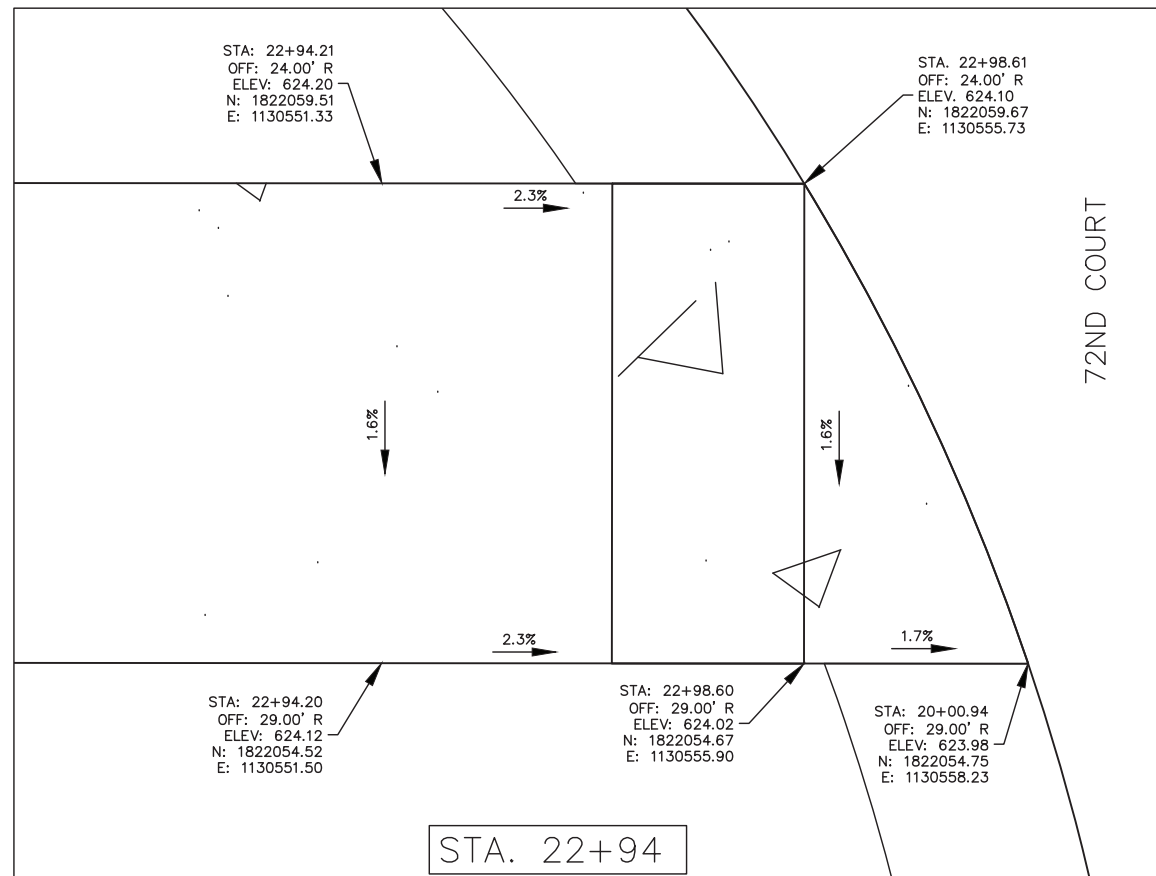 STA: 22+94.21
OFF: 24.00' R
ELEV: 624.20
N: 1822059.51
E: 1130551.33
STA. 22+98.61
OFF: 24.00' R
ELEV. 624.10
N: 1822059.67
E: 1130555.73
2.3%
72ND COURT
1.6%
1.6%
2.3%
1.7%
STA: 22+94.20
OFF: 29.00' R
ELEV: 624.12
N: 1822054.52
E: 1130551.50
STA: 22+98.60
OFF: 29.00' R
ELEV: 624.02
N: 1822054.67
E: 1130555.90
STA: 20+00.94
OFF: 29.00' R
ELEV: 623.98
N: 1822054.75
E: 1130558.23
STA. 22+94